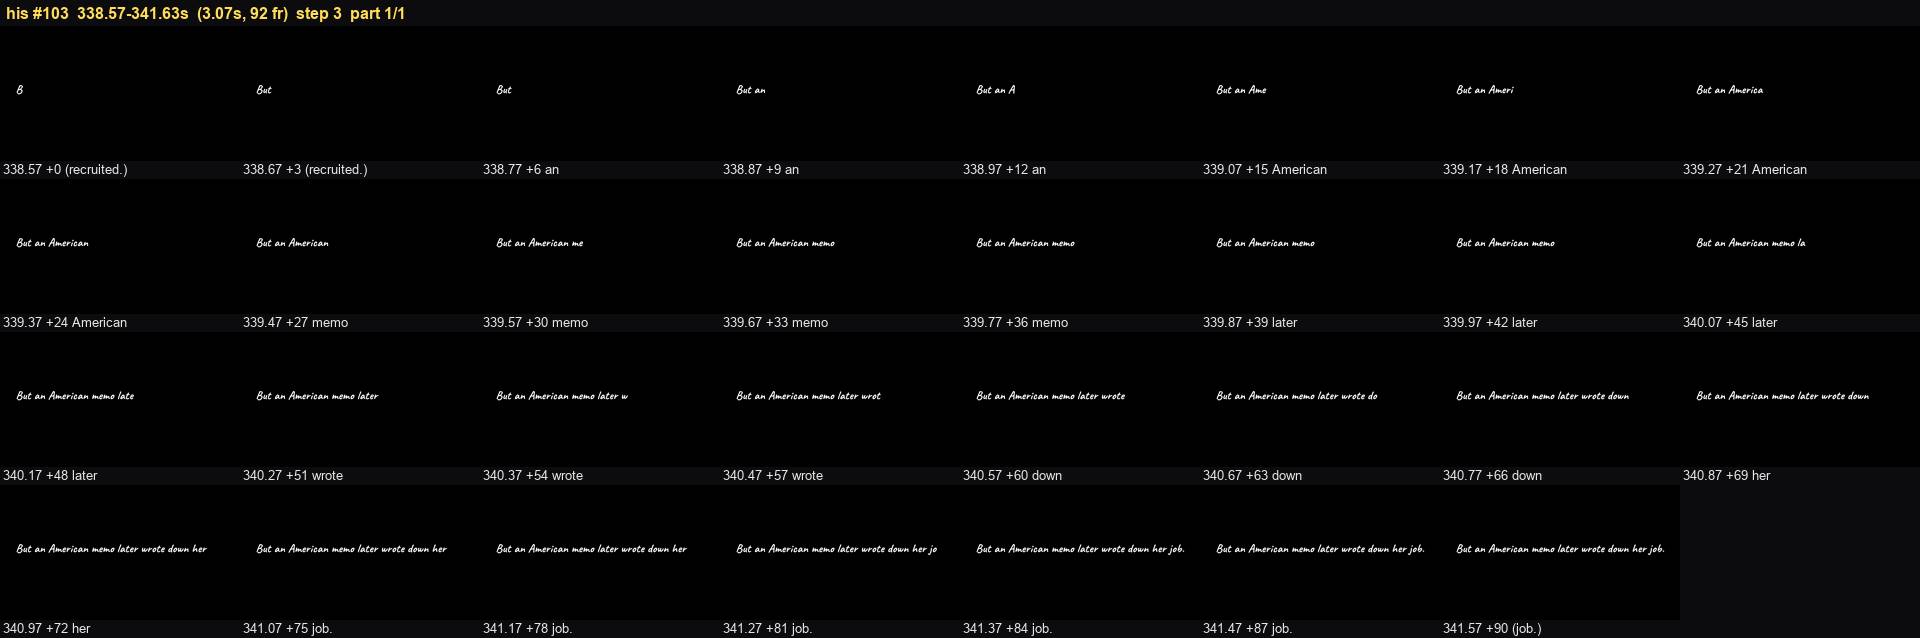 his #103 338.57-341.63s (3.07s, 92 fr) step 3 part 1/1
B
But
But
But an
But an A
But an Ame
But an Ameri
But an America
338.57 +0 (recruited.)
338.67 +3 (recruited.)
338.77 +6 an
338.87 +9 an
338.97 +12 an
339.07 +15 American
339.17 +18 American
339.27 +21 American
But an American
But an American
But an American me
But an American memo
But an American memo
But an American memo
But an American memo
But an American memo la
339.37 +24 American
339.47 +27 memo
339.57 +30 memo
339.67 +33 memo
339.77 +36 memo
339.87 +39 later
339.97 +42 later
340.07 +45 later
But an American memo late
But an American memo later
But an American memo later w
But an American memo later wrot
But an American memo later wrote
But an American memo later wrote do
But an American memo later wrote down
But an American memo later wrote down
340.17 +48 later
340.27 +51 wrote
340.37 +54 wrote
340.47 +57 wrote
340.57 +60 down
340.67 +63 down
340.77 +66 down
340.87 +69 her
But an American memo later wrote down her
But an American memo later wrote down her
But an American memo later wrote down her
But an American memo later wrote down her jo
But an American memo later wrote down her job.
But an American memo later wrote down her job.
But an American memo later wrote down her job.
340.97 +72 her
341.07 +75 job.
341.17 +78 job.
341.27 +81 job.
341.37 +84 job.
341.47 +87 job.
341.57 +90 (job.)